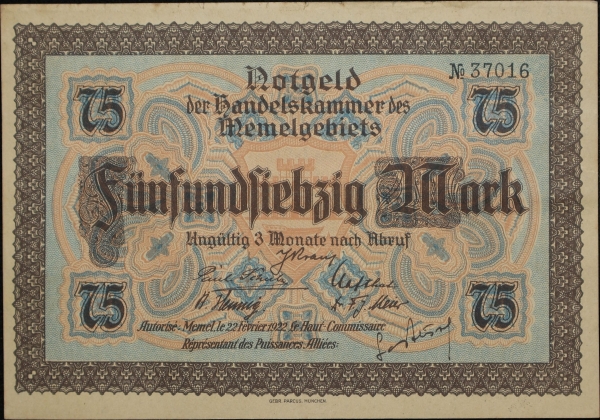 Notgeld
№ 37016
der Handelskammer des
Memelgebiets
75 75
Fünfundsiebzig Mark
Ungültig 3 Monate nach Abruf
75 75
Autorisé - Memel, le 22 Février 1922 Le Haut-Commissaire
Représentant des Puissances Alliées:
GEBR. PARCUS, MÜNCHEN